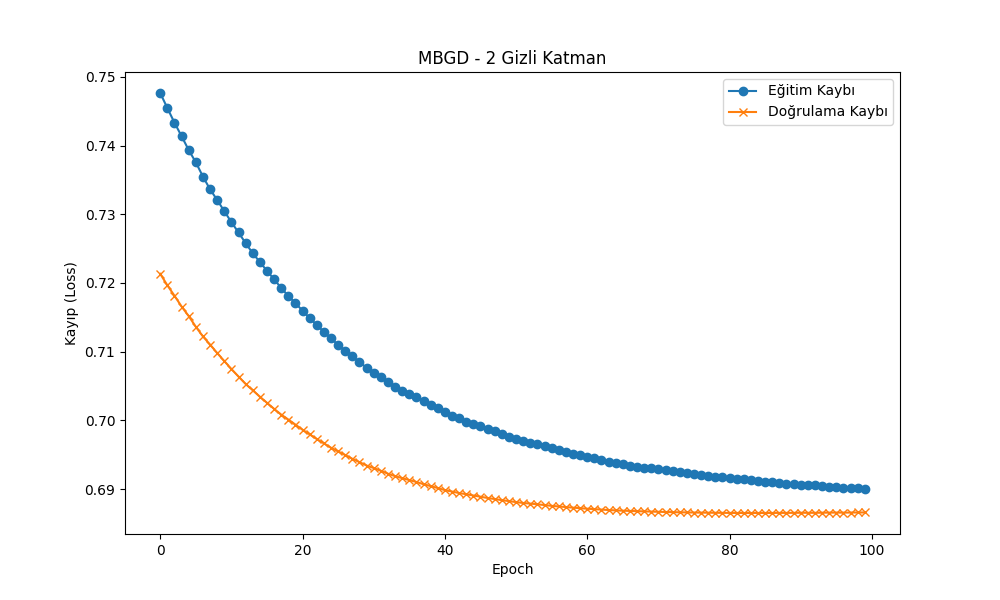 MBGD - 2 Gizli Katman
Eğitim Kaybı
Doğrulama Kaybı
Kayıp (Loss)
0.75
0.74
0.73
0.72
0.71
0.70
0.69
0 20 40 60 80 100
Epoch